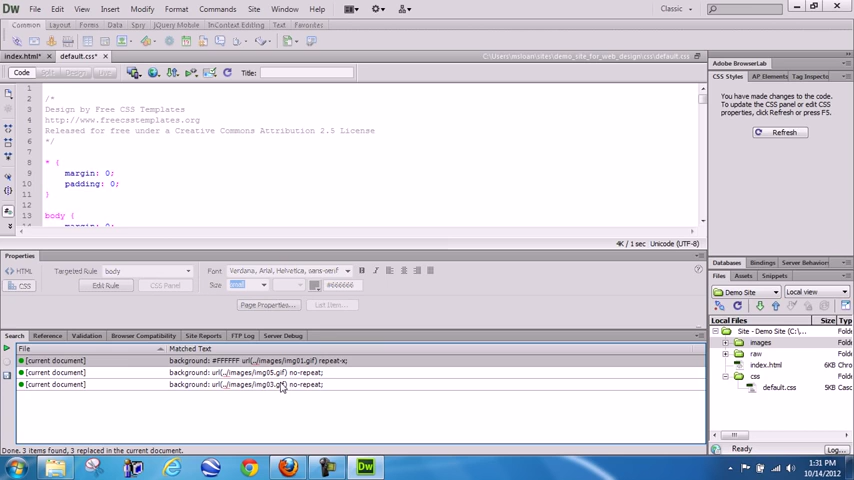 Dw File Edit View Insert Modify Format Commands Site Window Help Classic
Common Layout Forms Data Spry jQuery Mobile InContext Editing Text Favorites
index.html* default.css* C:\Users\msloan\sites\demo_site_for_web_design\css\default.css
Code Split Design Live Title:
Adobe BrowserLab
CSS Styles AP Elements Tag Inspecto
You have made changes to the code.
To update the CSS panel or edit CSS
properties, click Refresh or press F5.
Refresh
1
2 /*
3 Design by Free CSS Templates
4 http://www.freecsstemplates.org
5 Released for free under a Creative Commons Attribution 2.5 License
6 */
7
8 * {
9 margin: 0;
10 padding: 0;
11 }
12
13 body {
14 margin: 0;
4K / 1 sec Unicode (UTF-8)
Properties
HTML Targeted Rule body Font Verdana, Arial, Helvetica, sans-serif B I
CSS Edit Rule CSS Panel Size small #666666
Page Properties... List Item...
Databases Bindings Server Behavior
Files Assets Snippets
Demo Site Local view
Local Files Size Type
Site - Demo Site (C:\...
images
raw
index.html 6KB
css
default.css 4KB Casc
Search Reference Validation Browser Compatibility Site Reports FTP Log Server Debug
File Matched Text
[current document] background: #FFFFFF url(../images/img01.gif) repeat-x;
[current document] background: url(../images/img05.gif) no-repeat;
[current document] background: url(../images/img03.gif) no-repeat;
Done. 3 items found, 3 replaced in the current document.
Log...
Dw
1:31 PM
10/14/2012